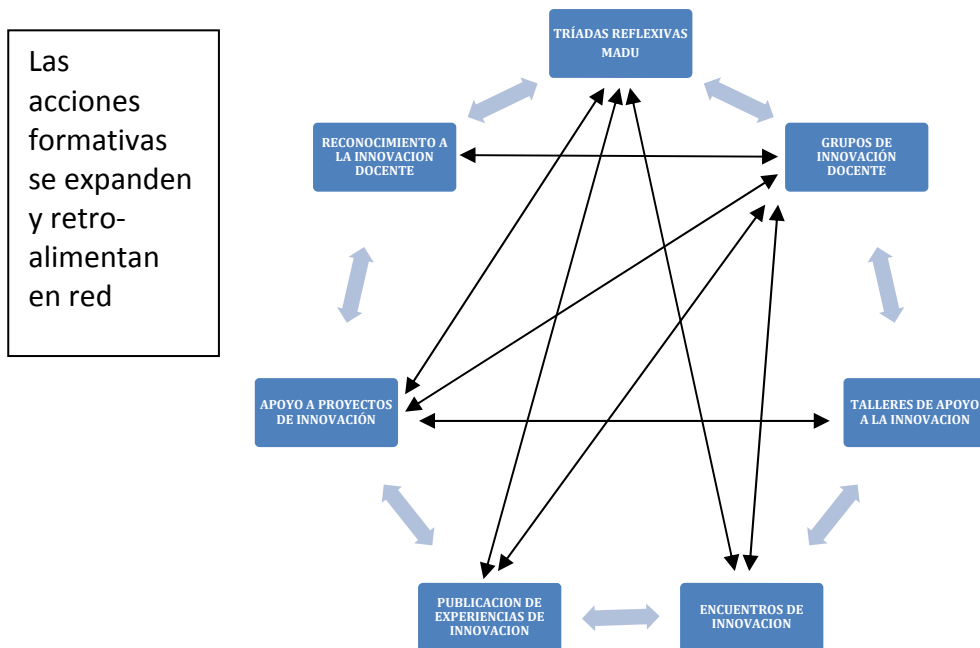 Las
acciones
formativas
se expanden
y retro-
alimentan
en red
TRÍADAS REFLEXIVAS
MADU
RECONOCIMIENTO A
LA INNOVACION
DOCENTE
GRUPOS DE
INNOVACIÓN
DOCENTE
APOYO A PROYECTOS
DE INNOVACIÓN
TALLERES DE APOYO
A LA INNOVACION
PUBLICACION DE
EXPERIENCIAS DE
INNOVACION
ENCUENTROS DE
INNOVACION